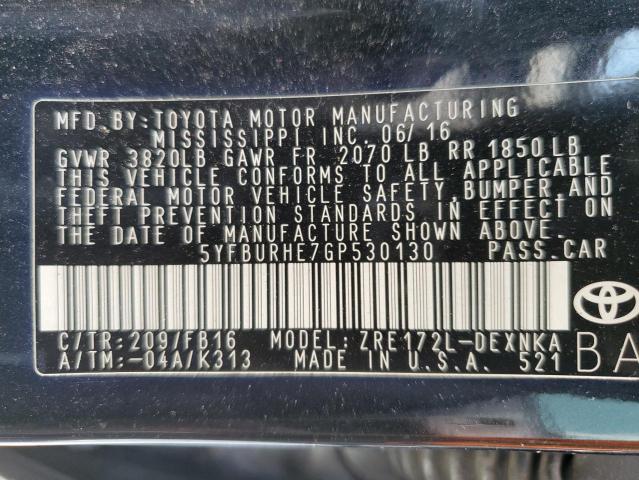 MFD BY:TOYOTA MOTOR MANUFACTURING
MISSISSIPPI INC 06/16
GVWR 3820LB GAWR FR 2070 LB RR 1850 LB
THIS VEHICLE CONFORMS TO ALL APPLICABLE
FEDERAL MOTOR VEHICLE SAFETY,BUMPER AND
THEFT PREVENTION STANDARDS IN EFFECT ON
THE DATE OF MANUFACTURE SHOWN ABOVE.
5YFBURHE7GP530130 PASS.CAR
C/TR:209/FB16 MODEL: ZRE172L-DEXNKA
A/TM:-04A/K313 MADE IN U.S.A. 521
BA